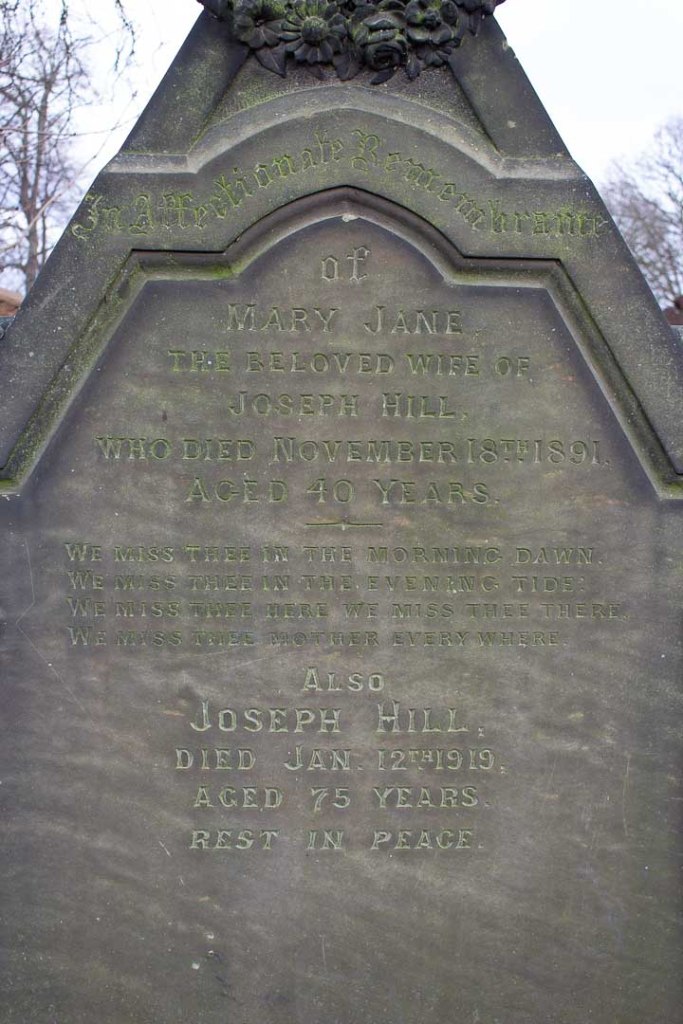 In Affectionate Remembrance
of
MARY JANE,
THE BELOVED WIFE OF
JOSEPH HILL,
WHO DIED NOVEMBER 18TH 1891,
AGED 40 YEARS.
WE MISS THEE IN THE MORNING DAWN,
WE MISS THEE IN THE EVENING TIDE:
WE MISS THEE HERE WE MISS THEE THERE,
WE MISS THEE MOTHER EVERY WHERE.
ALSO
JOSEPH HILL,
DIED JAN. 12TH 1919,
AGED 75 YEARS.
REST IN PEACE.